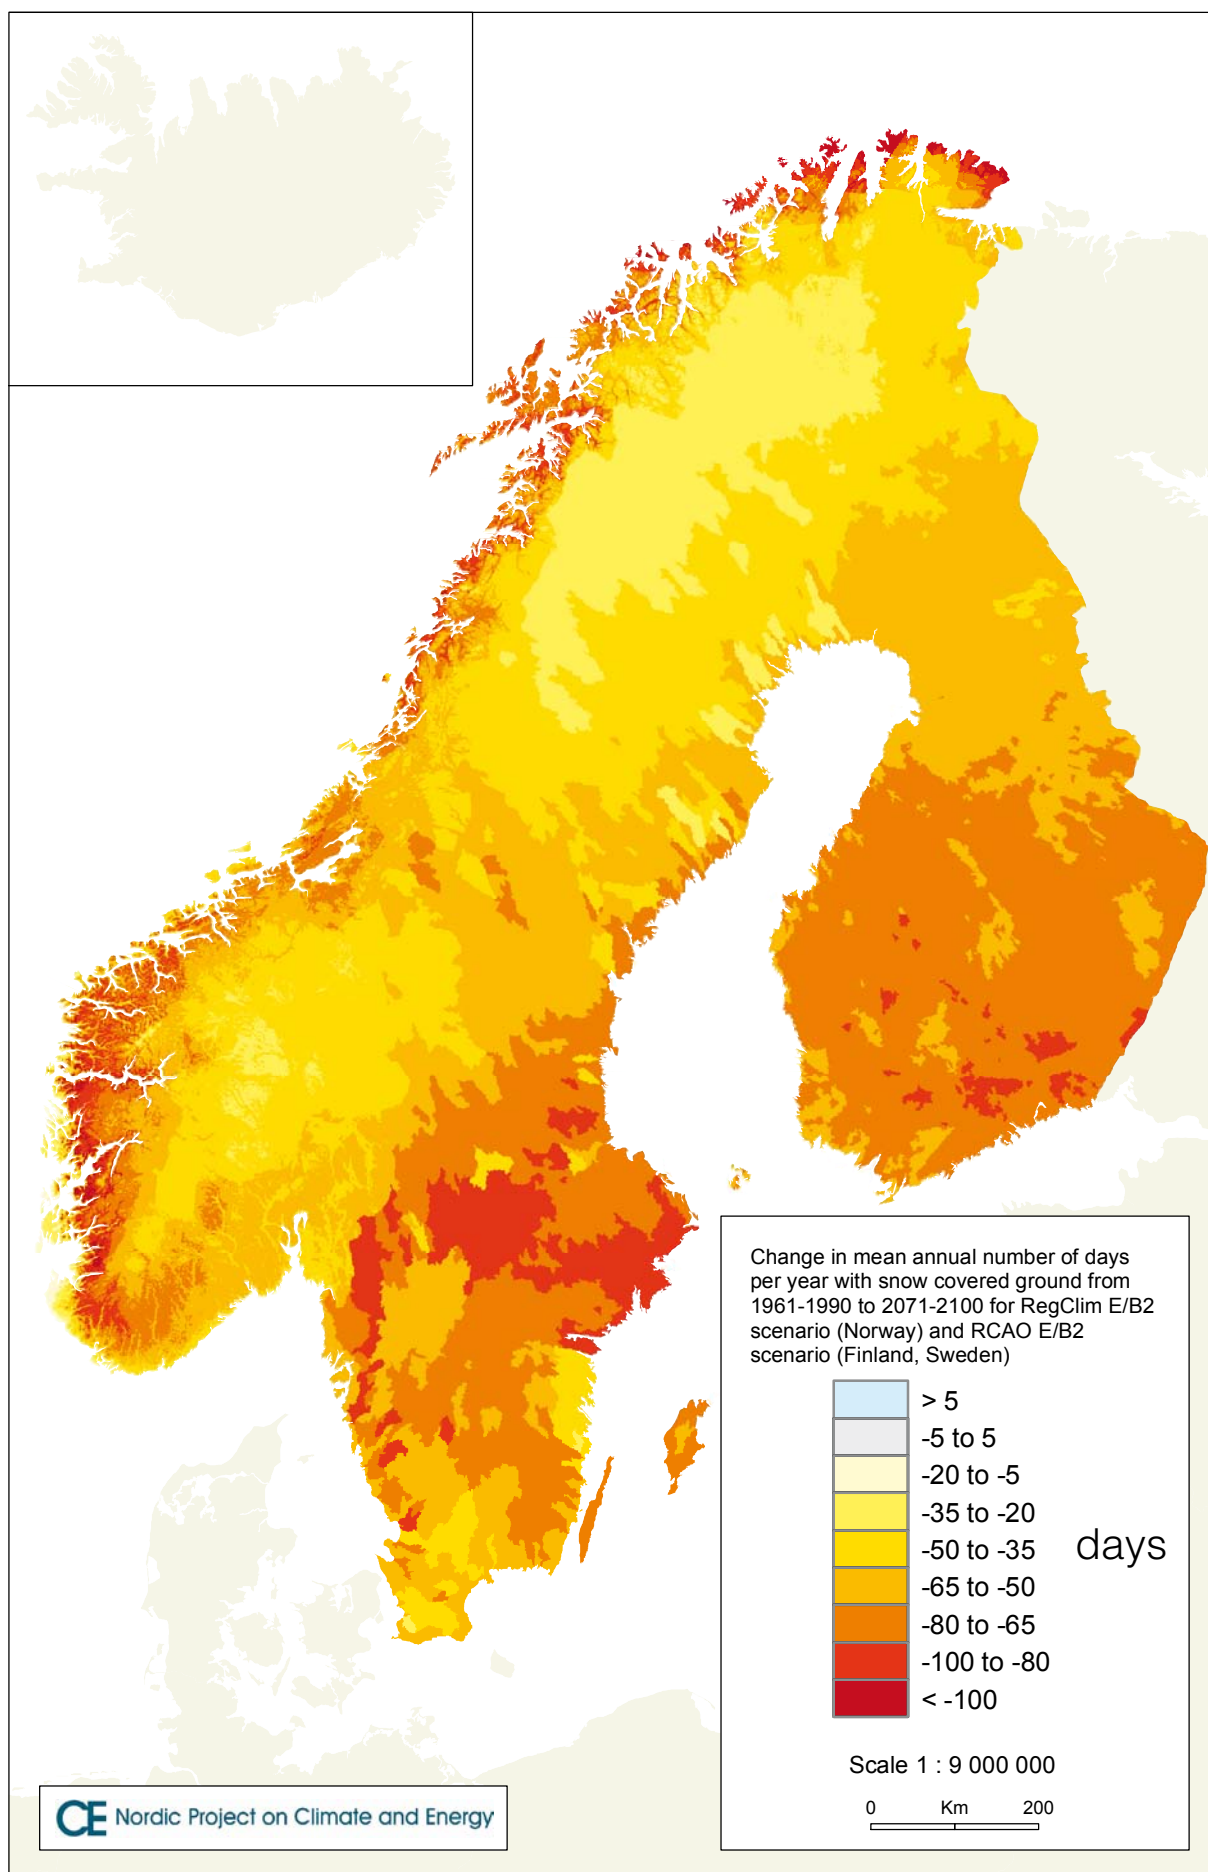 Change in mean annual number of days
per year with snow covered ground from
1961-1990 to 2071-2100 for RegClim E/B2
scenario (Norway) and RCAO E/B2
scenario (Finland, Sweden)
> 5
-5 to 5
-20 to -5
-35 to -20
-50 to -35
days
-65 to -50
-80 to -65
-100 to -80
< -100
Scale 1 : 9 000 000
0 Km 200
CE Nordic Project on Climate and Energy